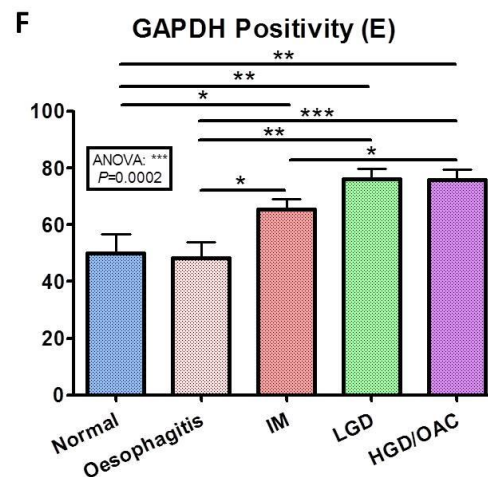 F
GAPDH Positivity (E)
**
**
*
***
**
*
*
ANOVA: ***
P=0.0002
100
80
60
40
20
0
Normal
Oesophagitis
IM
LGD
HGD/OAC